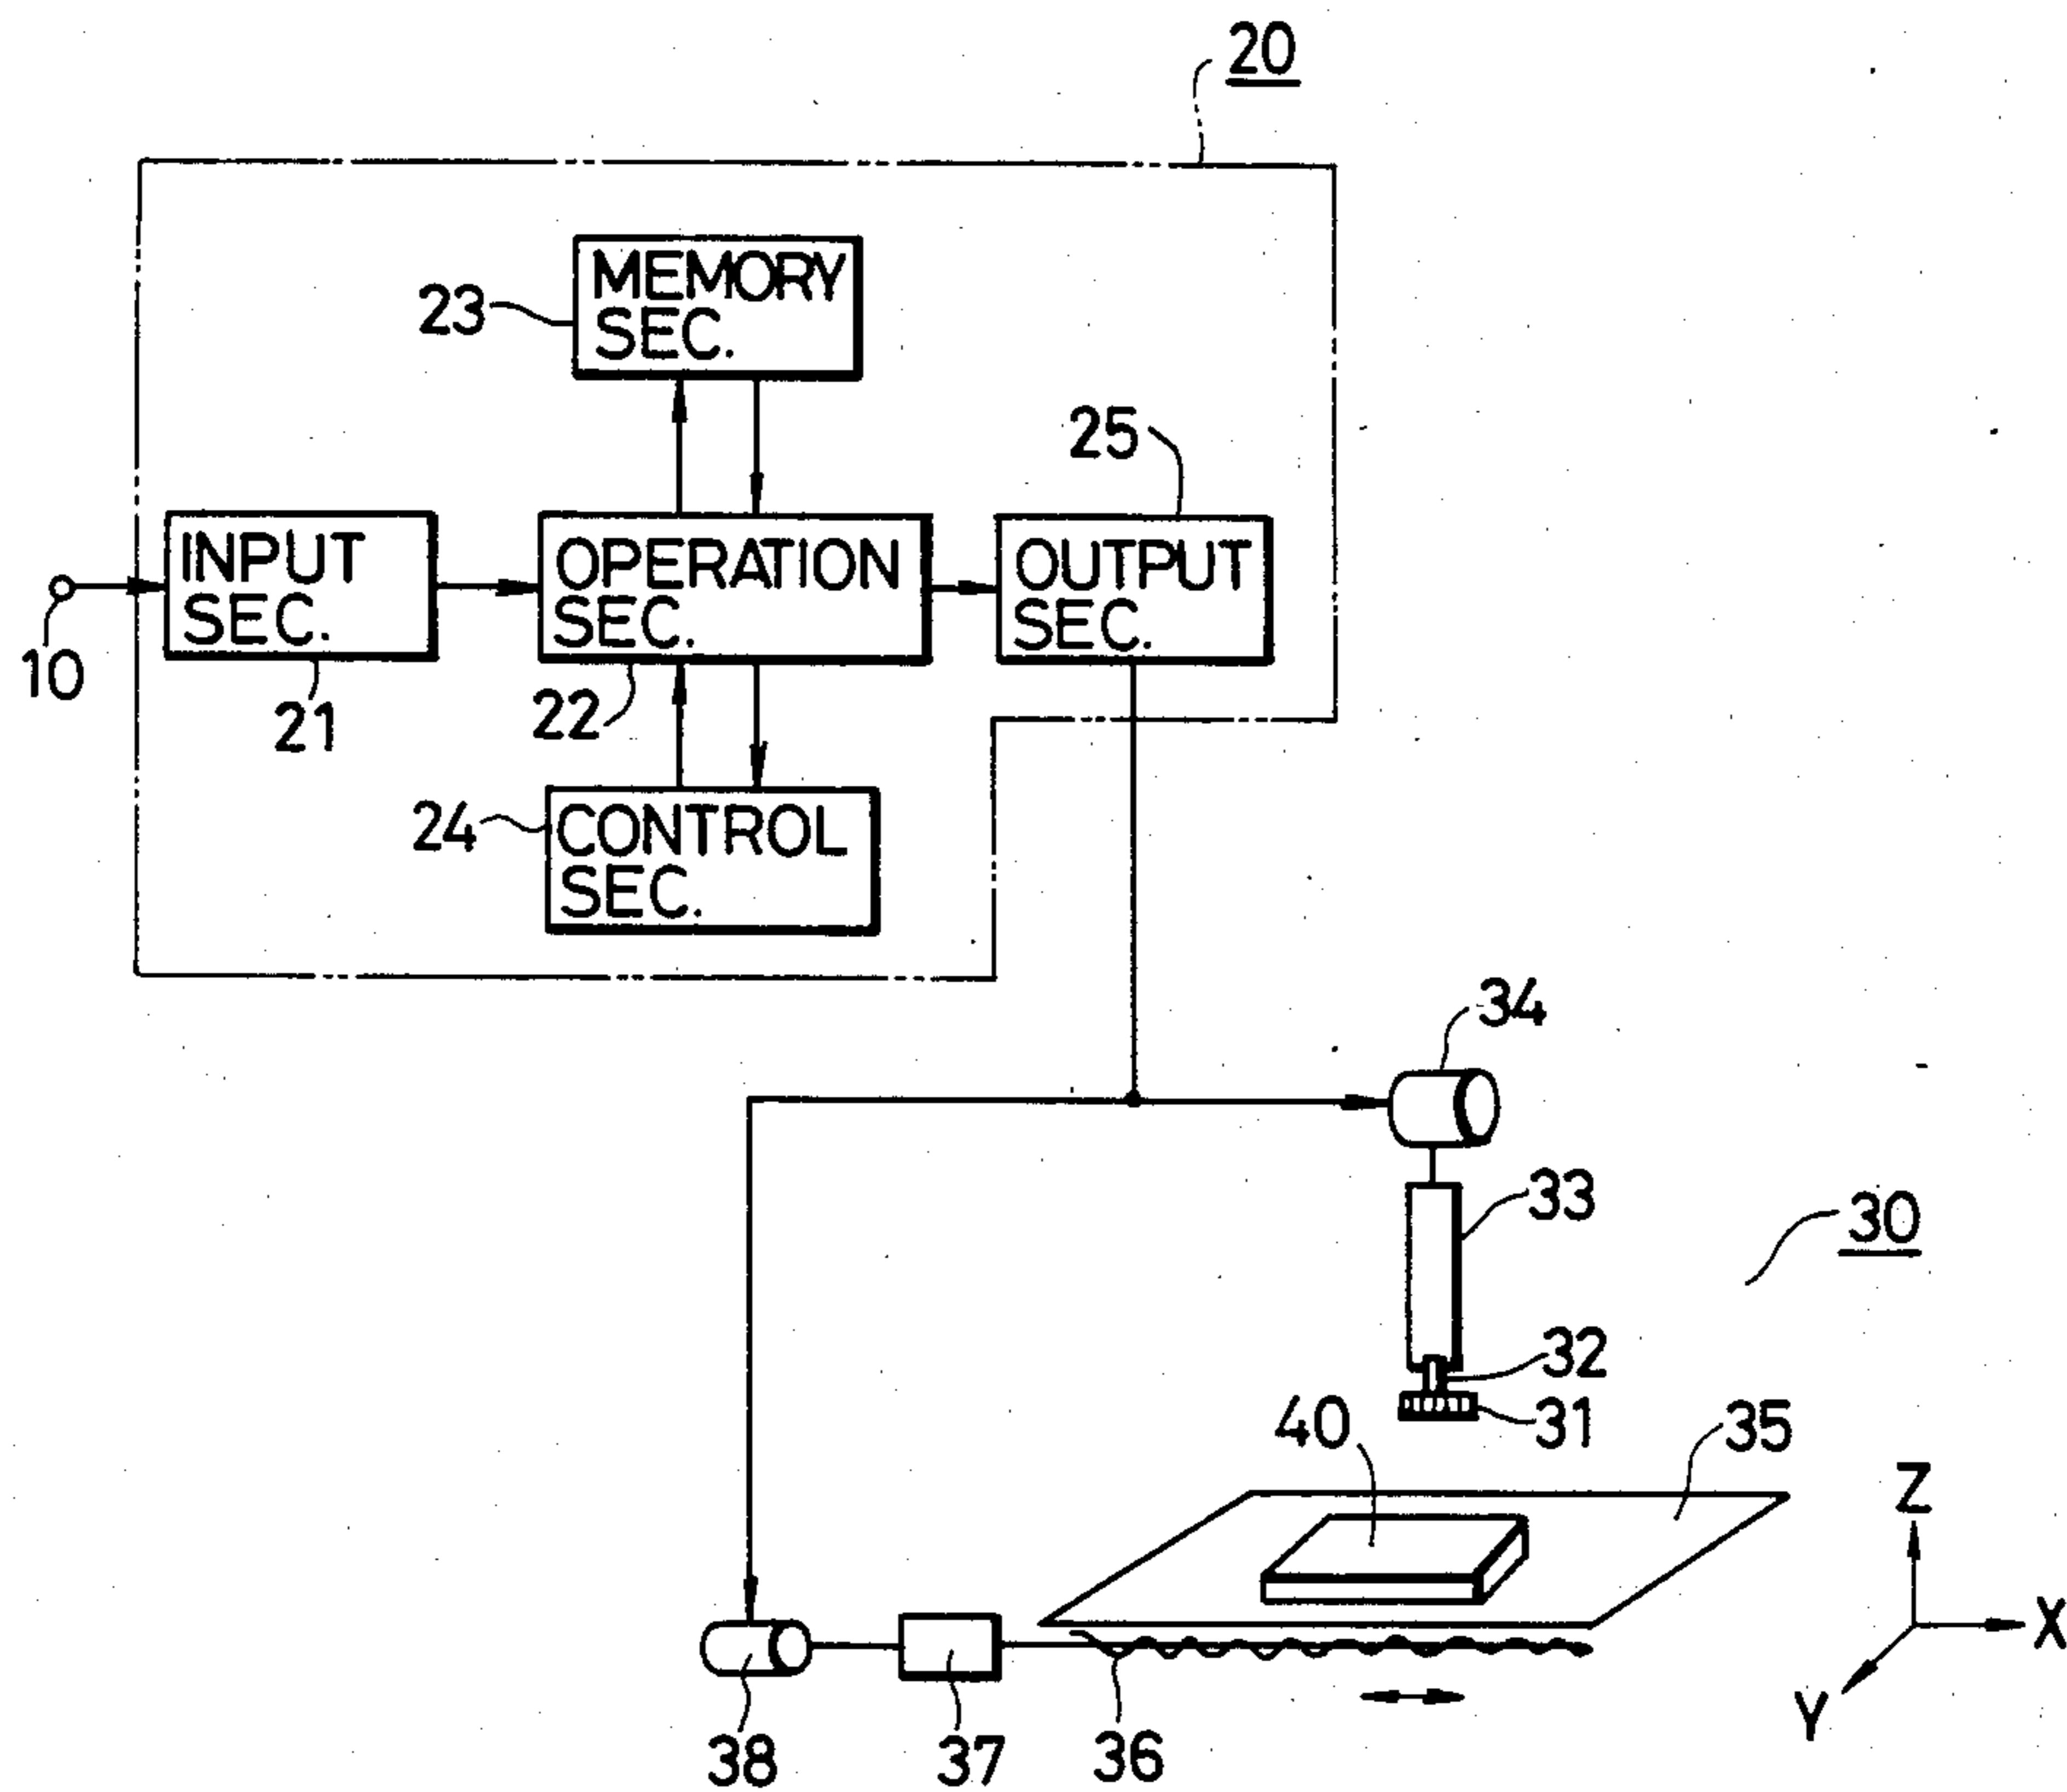 20
MEMORY
SEC.
23
25
INPUT
SEC.
OPERATION
SEC.
OUTPUT
SEC.
10
21
22
24
CONTROL
SEC.
34
33
30
32
31
40
35
Z
X
Y
38
37
36